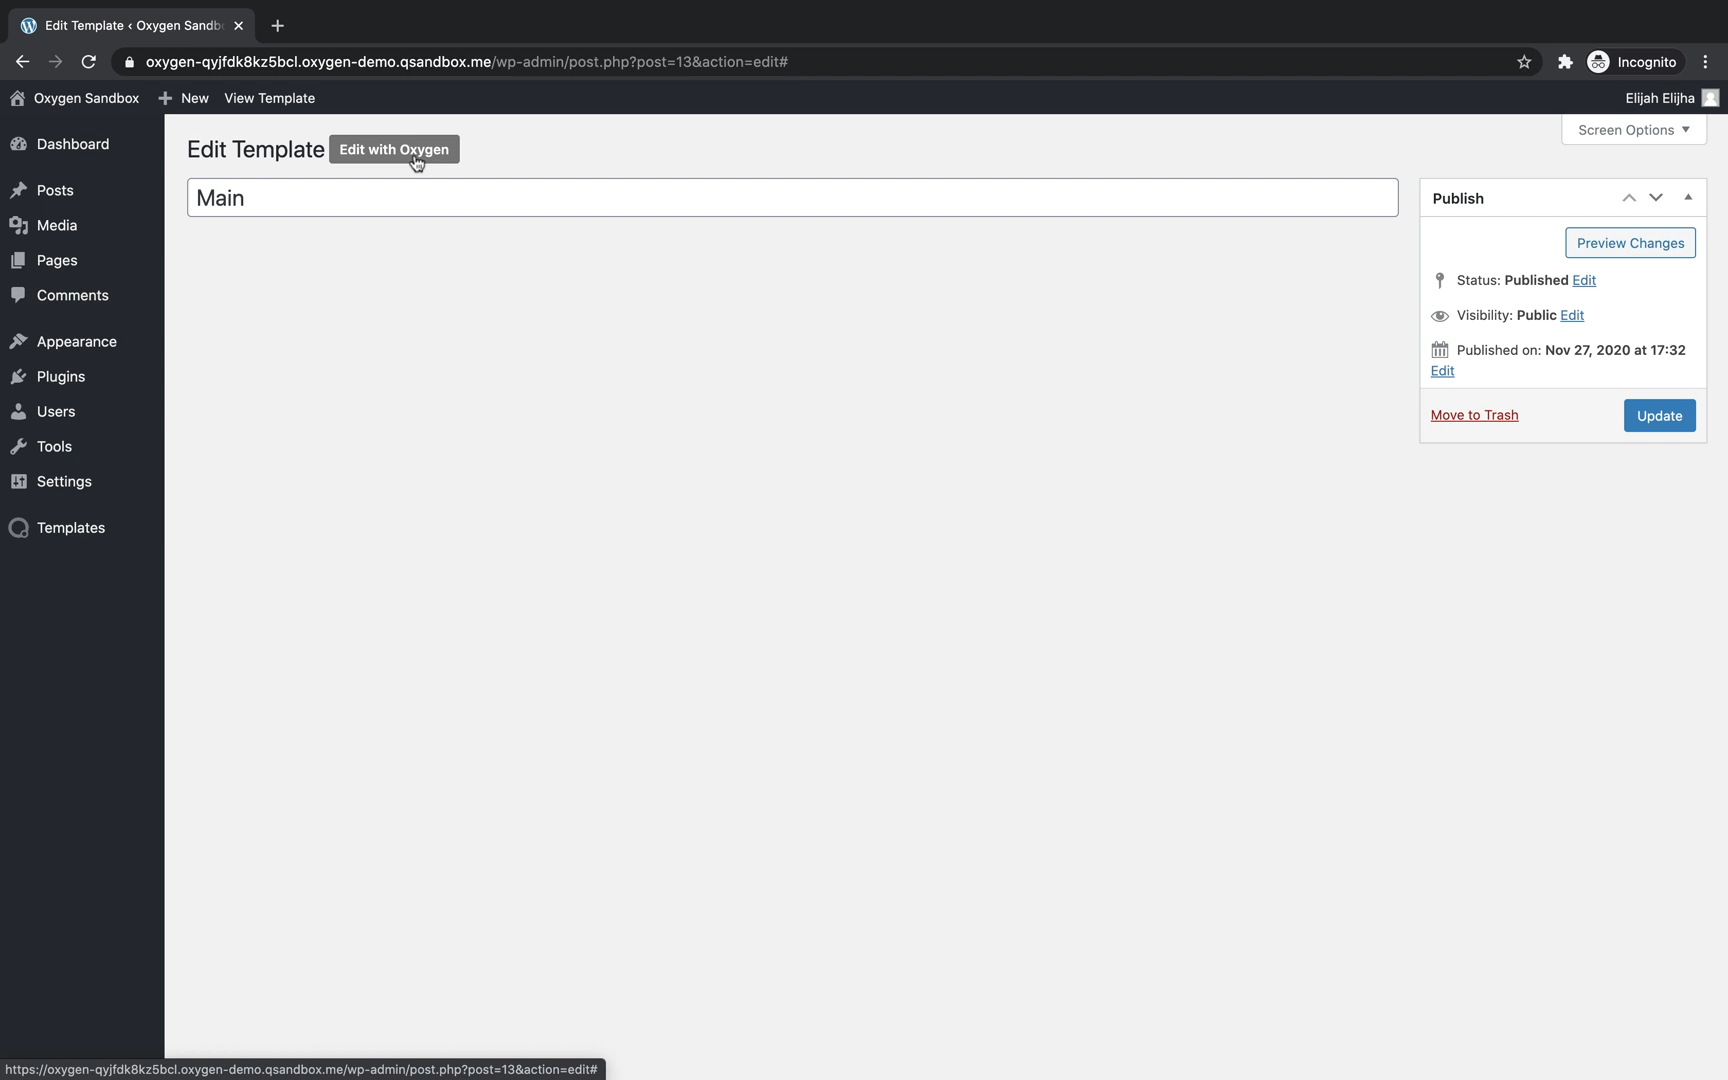 Edit Template ‹ Oxygen Sandb
oxygen-qyjfdk8kz5bcl.oxygen-demo.qsandbox.me/wp-admin/post.php?post=13&action=edit#
Incognito
Oxygen Sandbox
New
View Template
Elijah Elijha
Screen Options
Dashboard
Posts
Media
Pages
Comments
Appearance
Plugins
Users
Tools
Settings
Templates
Edit Template
Edit with Oxygen
Main
Publish
Preview Changes
Status: Published Edit
Visibility: Public Edit
Published on: Nov 27, 2020 at 17:32
Edit
Move to Trash
Update
https://oxygen-qyjfdk8kz5bcl.oxygen-demo.qsandbox.me/wp-admin/post.php?post=13&action=edit#